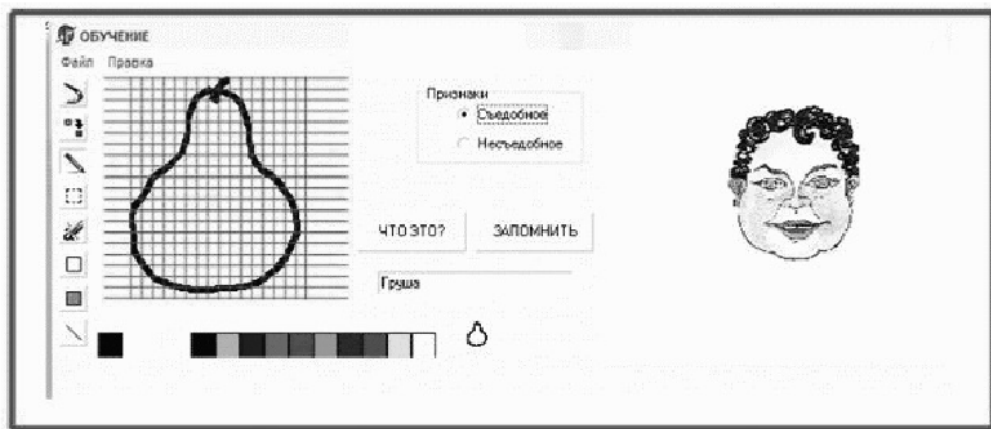 ОБУЧЕНИЕ
Файл Правка
Признаки
Съедобное
Несъедобное
ЧТО ЭТО?
ЗАПОМНИТЬ
Груша